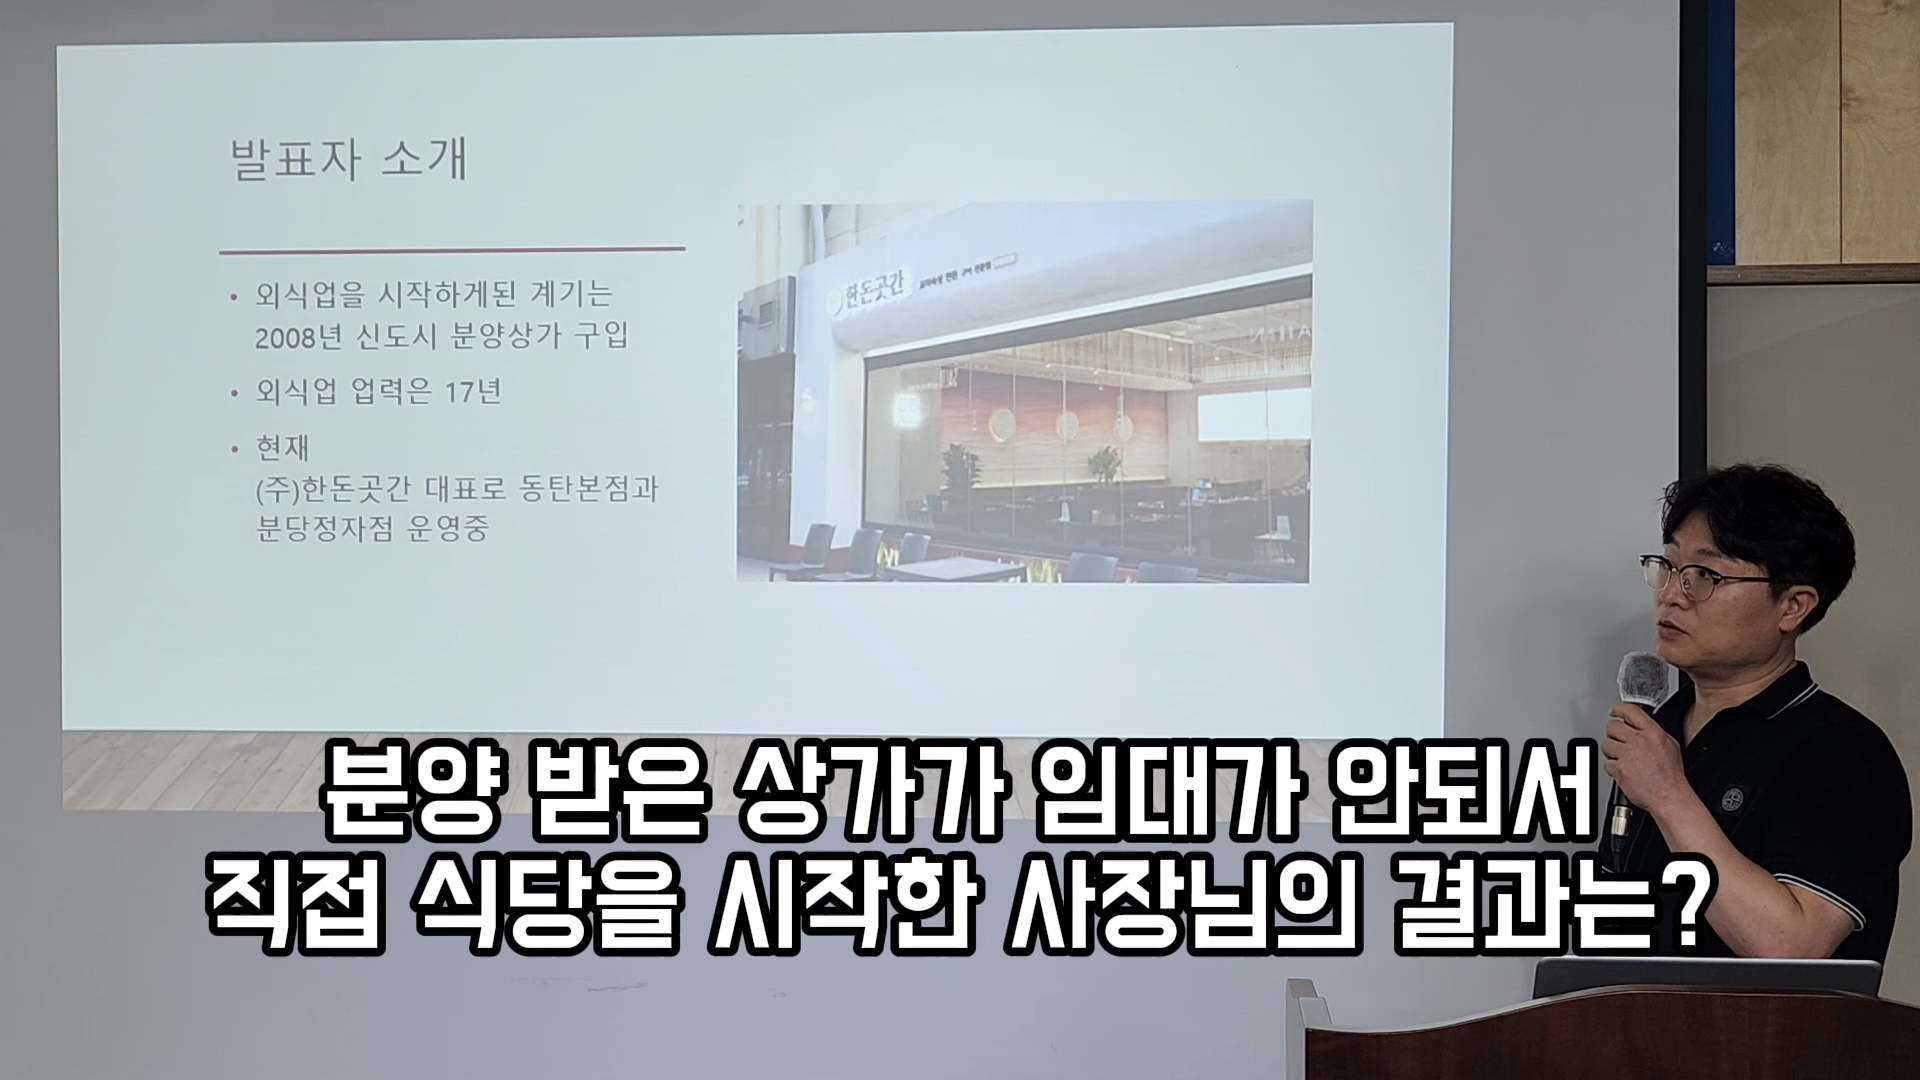 발표자 소개
• 외식업을 시작하게된 계기는
2008년 신도시 분양상가 구입
• 외식업 업력은 17년
• 현재
(주)한돈곳간 대표로 동탄본점과
분당정자점 운영중
한돈곳간
분양 받은 상가가 임대가 안되서
직접 식당을 시작한 사장님의 결과는?